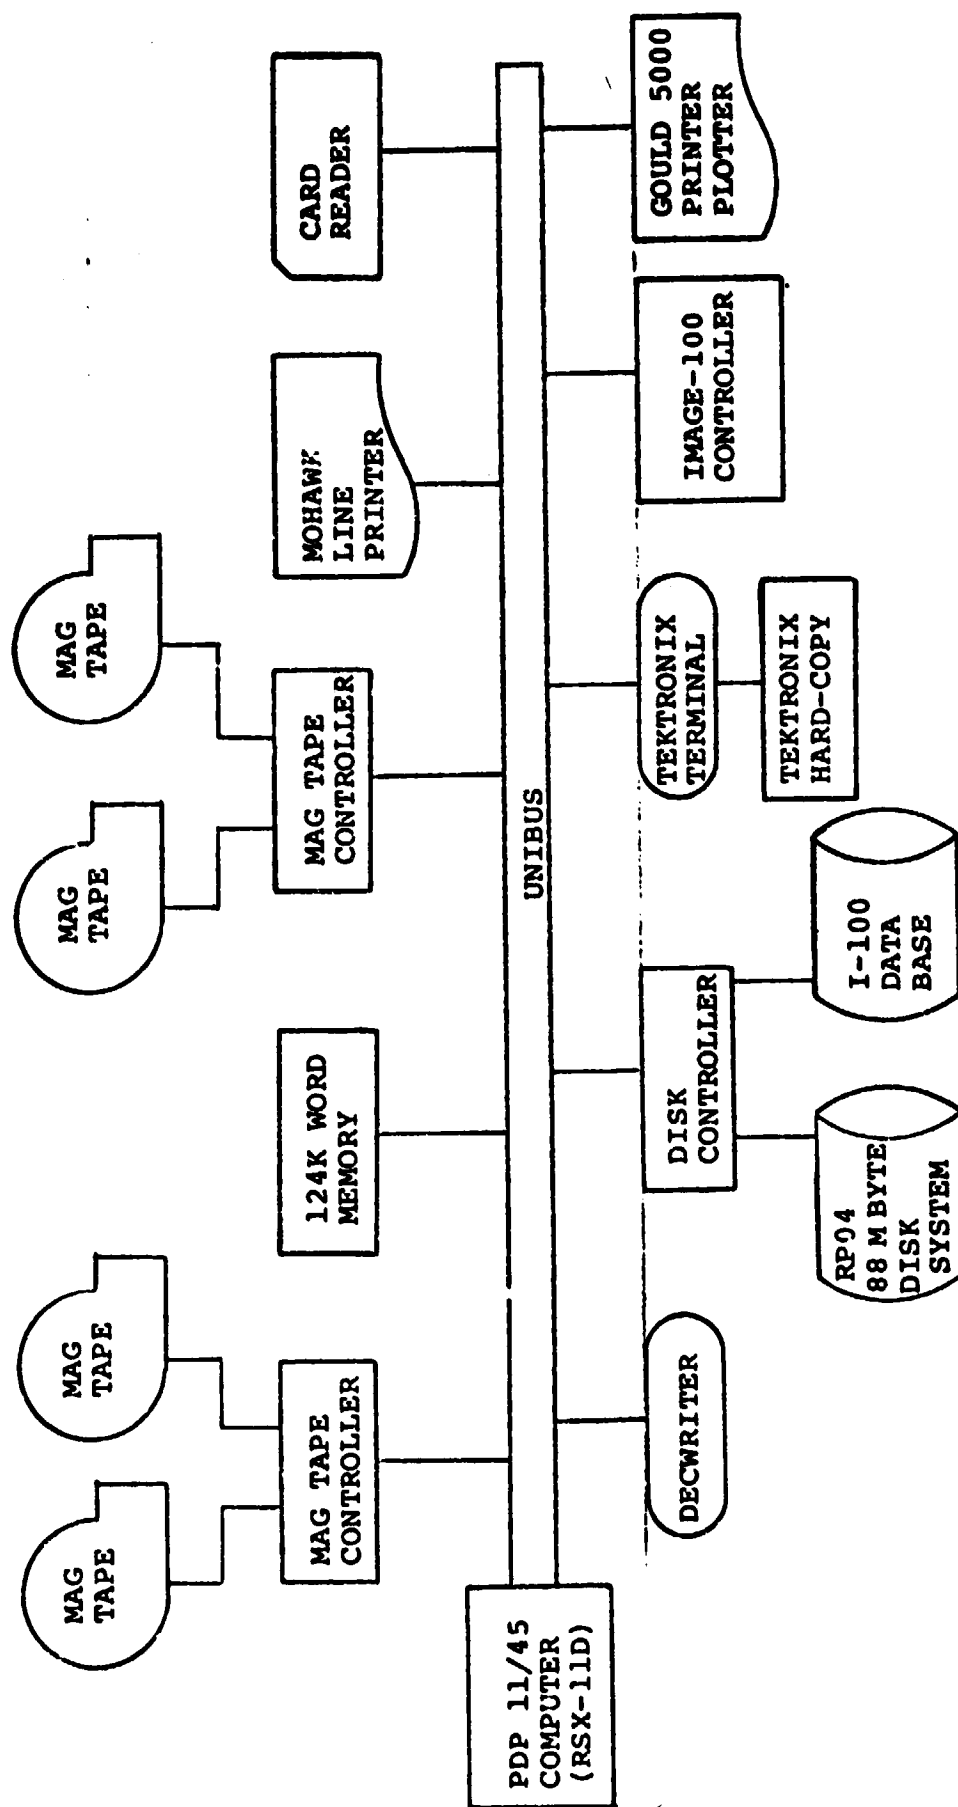 MAG
TAPE
MAG
TAPE
MAG
TAPE
MAG
TAPE
MAG TAPE
CONTROLLER
124K WORD
MEMORY
MAG TAPE
CONTROLLER
MOHAWK
LINE
PRINTER
CARD
READER
PDP 11/45
COMPUTER
(RSX-11D)
UNIBUS
DECWRITER
DISK
CONTROLLER
TEKTRONIX
TERMINAL
IMAGE-100
CONTROLLER
GOULD 5000
PRINTER
PLOTTER
TEKTRONIX
HARD-COPY
RP04
88 MBYTE
DISK
SYSTEM
I-100
DATA
BASE